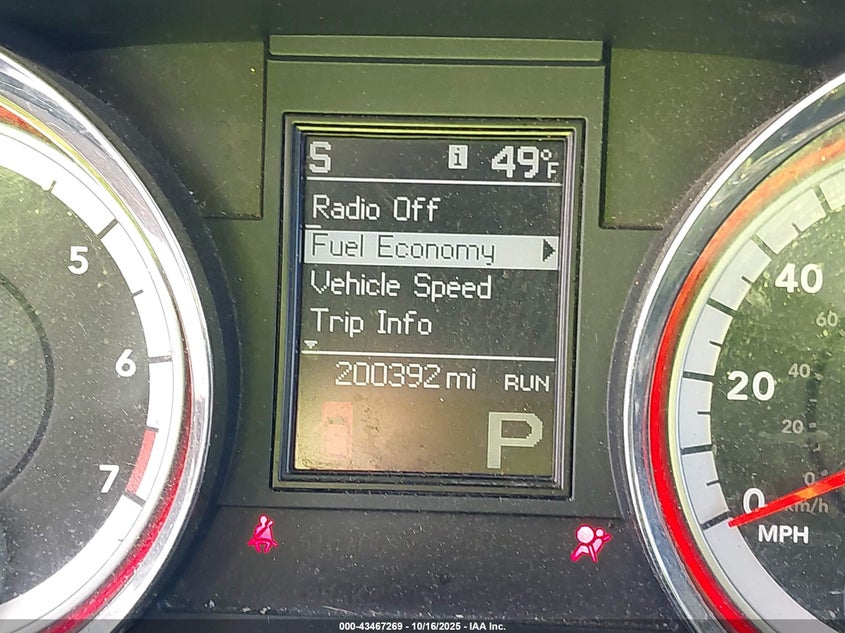 S i 49°F
Radio Off
Fuel Economy
Vehicle Speed
Trip Info
200392 mi RUN
P
5
6
7
40
60
40
20
20
0
0
km/h
MPH
000-43467269 - 10/16/2025 - IAA Inc.